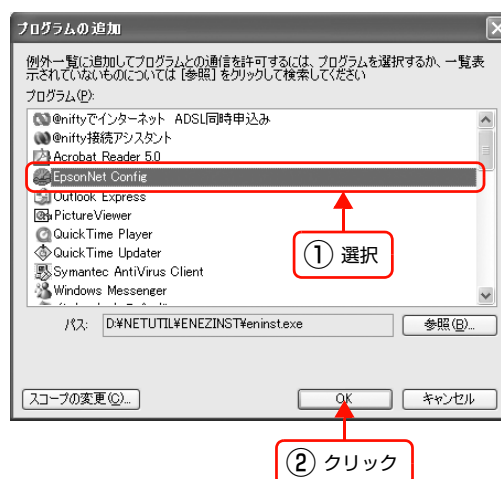 プログラムの追加
例外一覧に追加してプログラムとの通信を許可するには、プログラムを選択するか、一覧表
示されていないものについては [参照] をクリックして検索してください
プログラム(P):
@niftyでインターネット ADSL同時申込み
@nifty接続アシスタント
Acrobat Reader 5.0
EpsonNet Config
Outlook Express
PictureViewer
QuickTime Player
QuickTime Updater
Symantec AntiVirus Client
Windows Messenger
① 選択
パス: D:¥NETUTIL¥ENEZINST¥eninst.exe 参照(B)...
スコープの変更(C)... OK キャンセル
② クリック